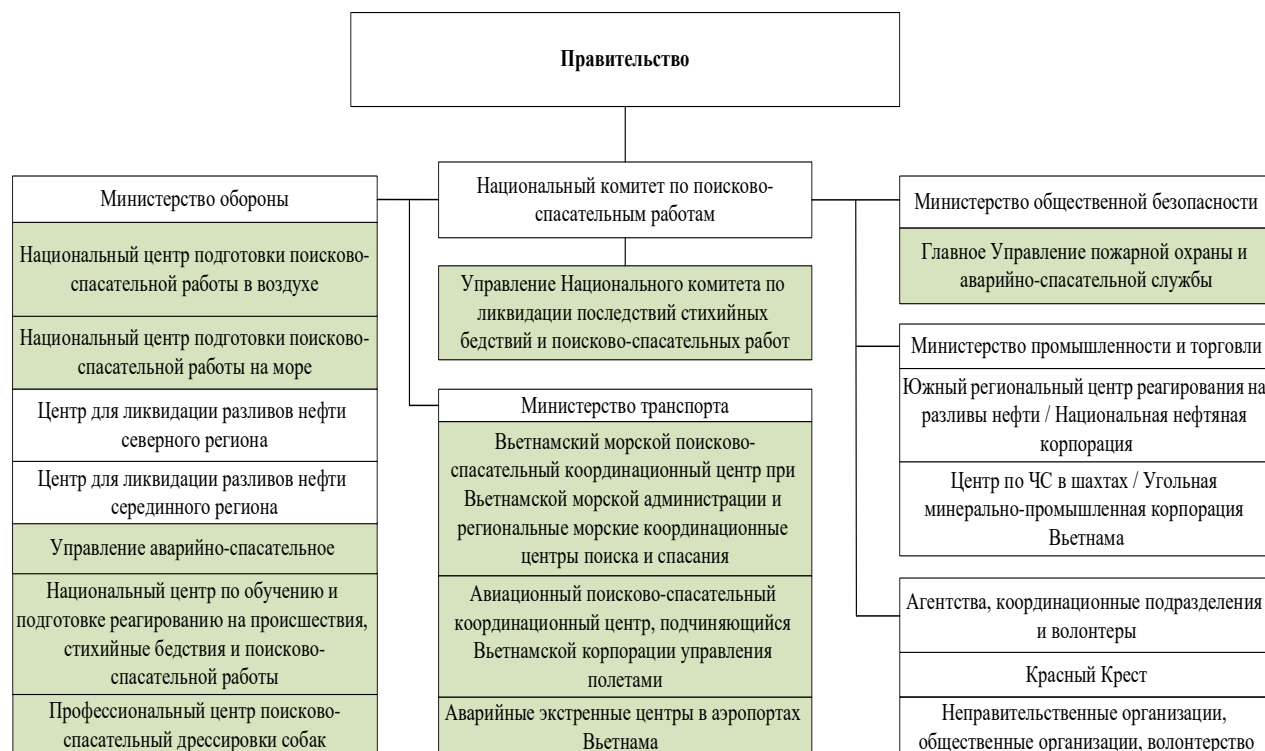 Правительство
Национальный комитет по поисково-
спасательным работам
Управление Национального комитета по
ликвидации последствий стихийных
бедствий и поисково-спасательных работ
Министерство обороны
Национальный центр подготовки поисково-
спасательной работы в воздухе
Национальный центр подготовки поисково-
спасательной работы на море
Центр для ликвидации разливов нефти
северного региона
Центр для ликвидации разливов нефти
серединного региона
Управление аварийно-спасательное
Национальный центр по обучению и
подготовке реагированию на происшествия,
стихийные бедствия и поисково-
спасательной работы
Профессиональный центр поисково-
спасательный дрессировки собак
Министерство транспорта
Вьетнамский морской поисково-
спасательный координационный центр при
Вьетнамской морской администрации и
региональные морские координационные
центры поиска и спасания
Авиационный поисково-спасательный
координационный центр, подчиняющийся
Вьетнамской корпорации управления
полетами
Аварийные экстренные центры в аэропортах
Вьетнама
Министерство общественной безопасности
Главное Управление пожарной охраны и
аварийно-спасательной службы
Министерство промышленности и торговли
Южный региональный центр реагирования на
разливы нефти / Национальная нефтяная
корпорация
Центр по ЧС в шахтах / Угольная
минерально-промышленная корпорация
Вьетнама
Агентства, координационные подразделения
и волонтеры
Красный Крест
Неправительственные организации,
общественные организации, волонтерство